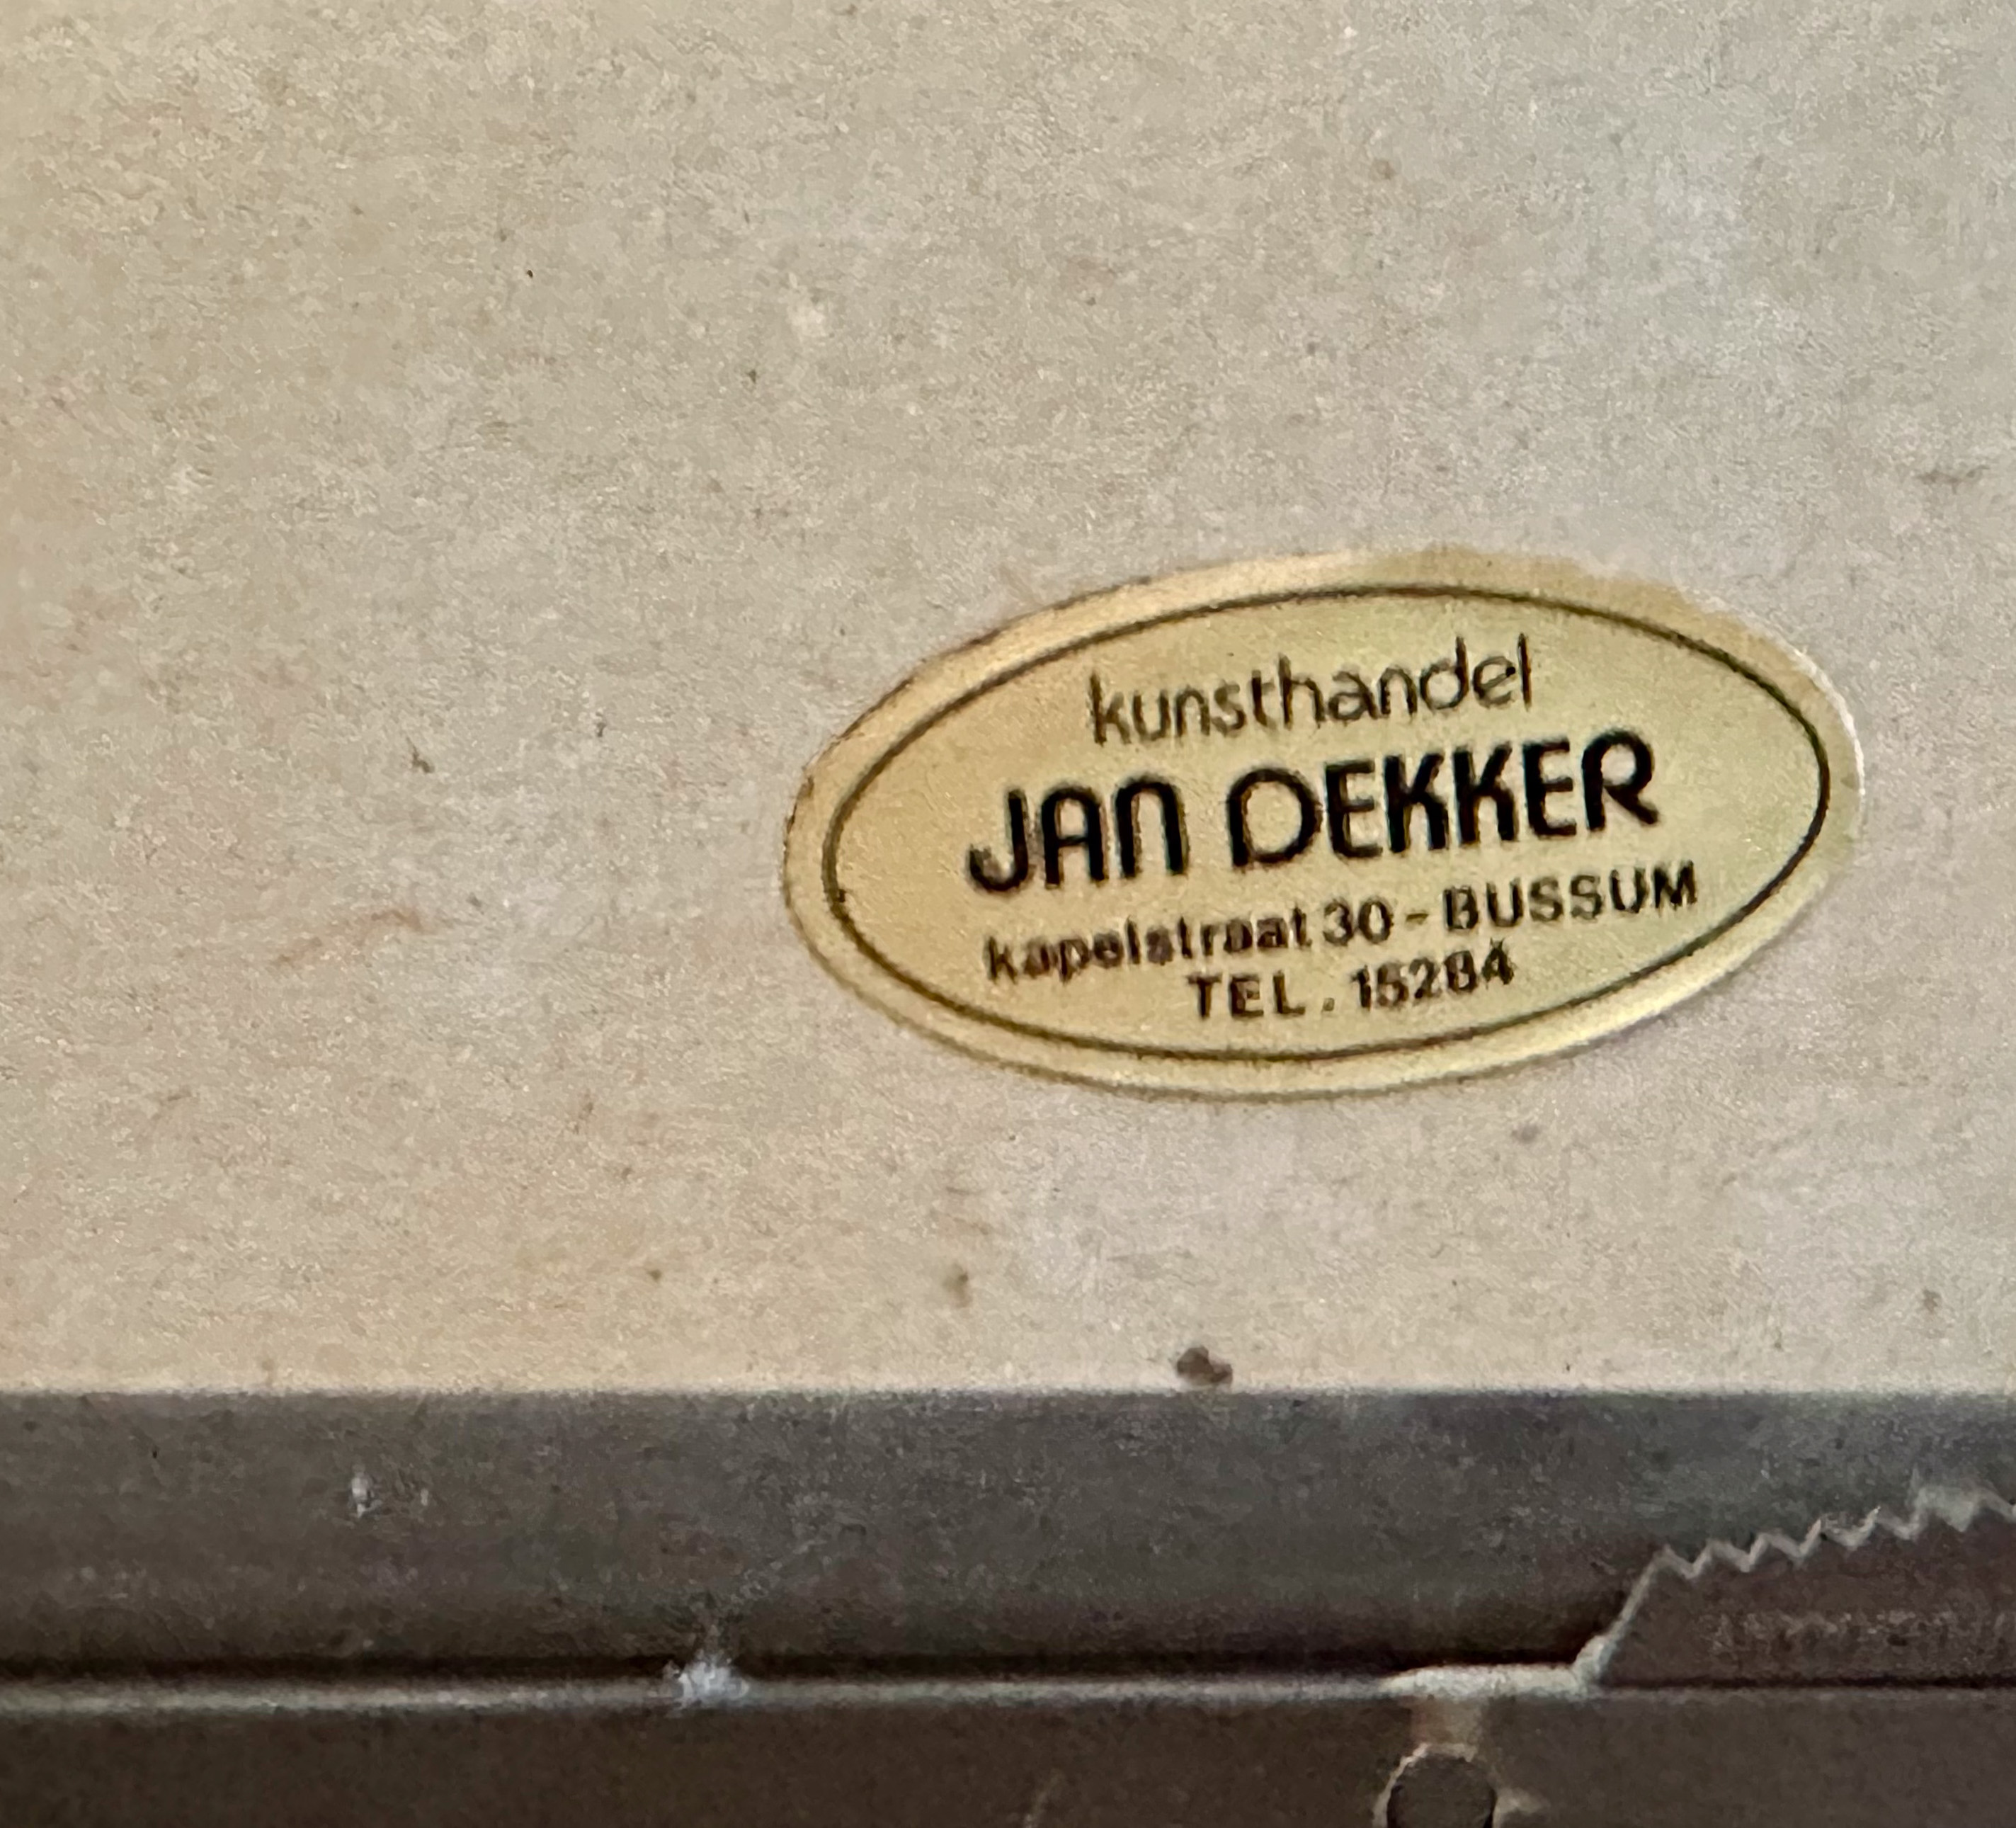 kunsthandel
JAN DEKKER
kapelstraat 30 - BUSSUM
TEL. 15284